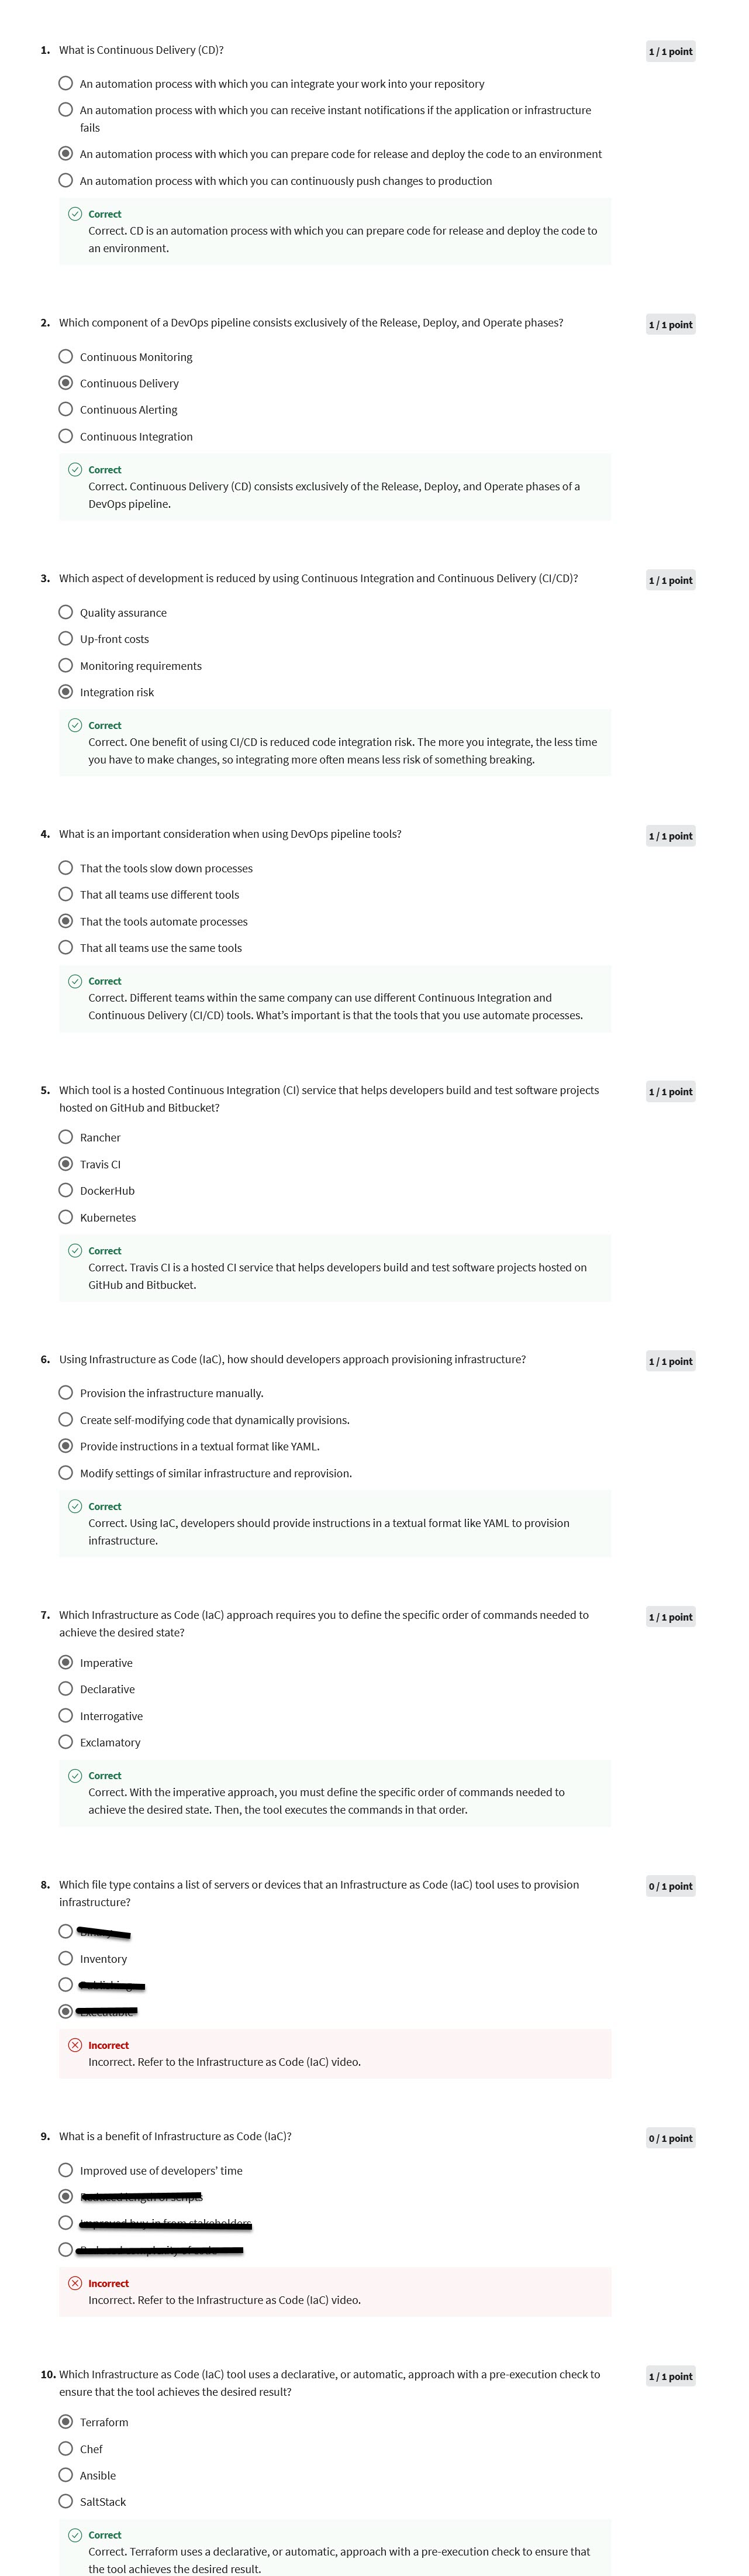 1. What is Continuous Delivery (CD)?
1 / 1 point
An automation process with which you can integrate your work into your repository
An automation process with which you can receive instant notifications if the application or infrastructure
fails
An automation process with which you can prepare code for release and deploy the code to an environment
An automation process with which you can continuously push changes to production
Correct
Correct. CD is an automation process with which you can prepare code for release and deploy the code to
an environment.
2. Which component of a DevOps pipeline consists exclusively of the Release, Deploy, and Operate phases?
1 / 1 point
Continuous Monitoring
Continuous Delivery
Continuous Alerting
Continuous Integration
Correct
Correct. Continuous Delivery (CD) consists exclusively of the Release, Deploy, and Operate phases of a
DevOps pipeline.
3. Which aspect of development is reduced by using Continuous Integration and Continuous Delivery (CI/CD)?
1 / 1 point
Quality assurance
Up-front costs
Monitoring requirements
Integration risk
Correct
Correct. One benefit of using CI/CD is reduced code integration risk. The more you integrate, the less time
you have to make changes, so integrating more often means less risk of something breaking.
4. What is an important consideration when using DevOps pipeline tools?
1 / 1 point
That the tools slow down processes
That all teams use different tools
That the tools automate processes
That all teams use the same tools
Correct
Correct. Different teams within the same company can use different Continuous Integration and
Continuous Delivery (CI/CD) tools. What's important is that the tools that you use automate processes.
5. Which tool is a hosted Continuous Integration (CI) service that helps developers build and test software projects
hosted on GitHub and Bitbucket?
1 / 1 point
Rancher
Travis CI
DockerHub
Kubernetes
Correct
Correct. Travis CI is a hosted CI service that helps developers build and test software projects hosted on
GitHub and Bitbucket.
6. Using Infrastructure as Code (IaC), how should developers approach provisioning infrastructure?
1 / 1 point
Provision the infrastructure manually.
Create self-modifying code that dynamically provisions.
Provide instructions in a textual format like YAML.
Modify settings of similar infrastructure and reprovision.
Correct
Correct. Using IaC, developers should provide instructions in a textual format like YAML to provision
infrastructure.
7. Which Infrastructure as Code (IaC) approach requires you to define the specific order of commands needed to
achieve the desired state?
1 / 1 point
Imperative
Declarative
Interrogative
Exclamatory
Correct
Correct. With the imperative approach, you must define the specific order of commands needed to
achieve the desired state. Then, the tool executes the commands in that order.
8. Which file type contains a list of servers or devices that an Infrastructure as Code (IaC) tool uses to provision
infrastructure?
0 / 1 point
Inventory
Incorrect
Incorrect. Refer to the Infrastructure as Code (IaC) video.
9. What is a benefit of Infrastructure as Code (IaC)?
0 / 1 point
Improved use of developers' time
Incorrect
Incorrect. Refer to the Infrastructure as Code (IaC) video.
10. Which Infrastructure as Code (IaC) tool uses a declarative, or automatic, approach with a pre-execution check to
ensure that the tool achieves the desired result?
1 / 1 point
Terraform
Chef
Ansible
SaltStack
Correct
Correct. Terraform uses a declarative, or automatic, approach with a pre-execution check to ensure that
the tool achieves the desired result.